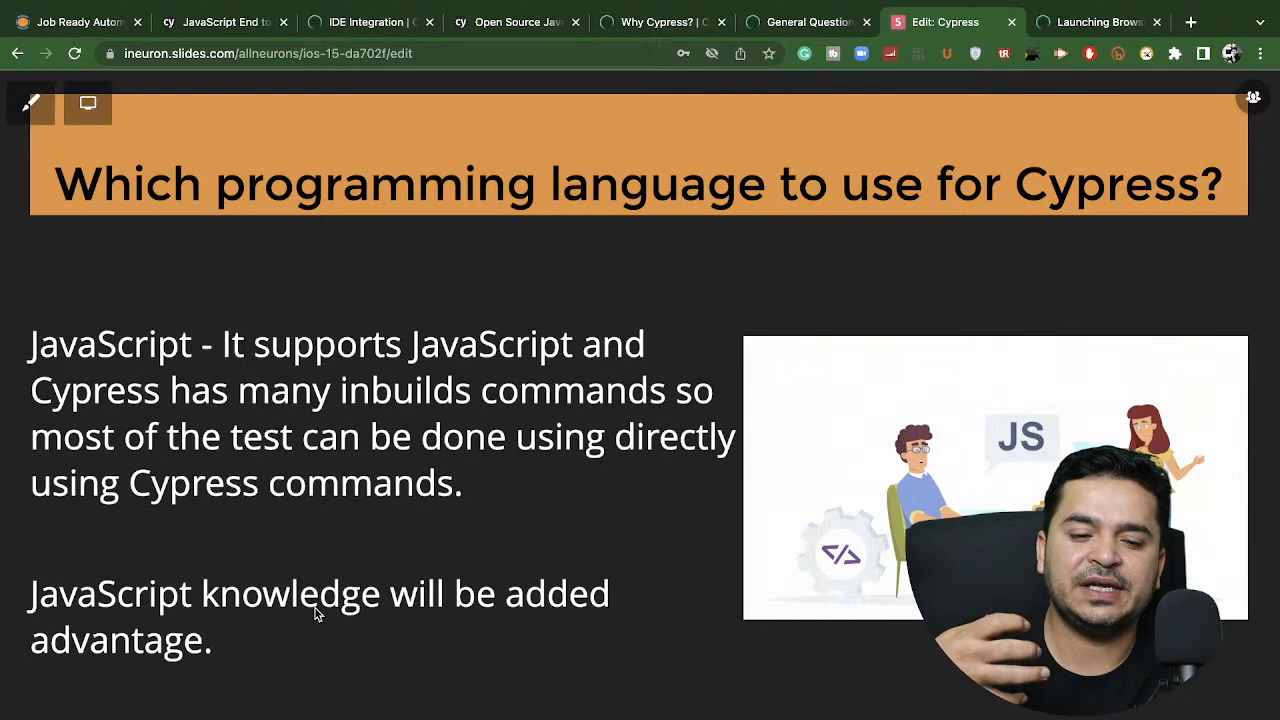 Job Ready Autom
JavaScript End to
IDE Integration | C
Open Source Jav
Why Cypress? | C
General Question
Edit: Cypress
Launching Brows
ineuron.slides.com/allneurons/ios-15-da702f/edit
Which programming language to use for Cypress?
JavaScript - It supports JavaScript and
Cypress has many inbuilds commands so
most of the test can be done using directly
using Cypress commands.
JS
</>
JavaScript knowledge will be added
advantage.